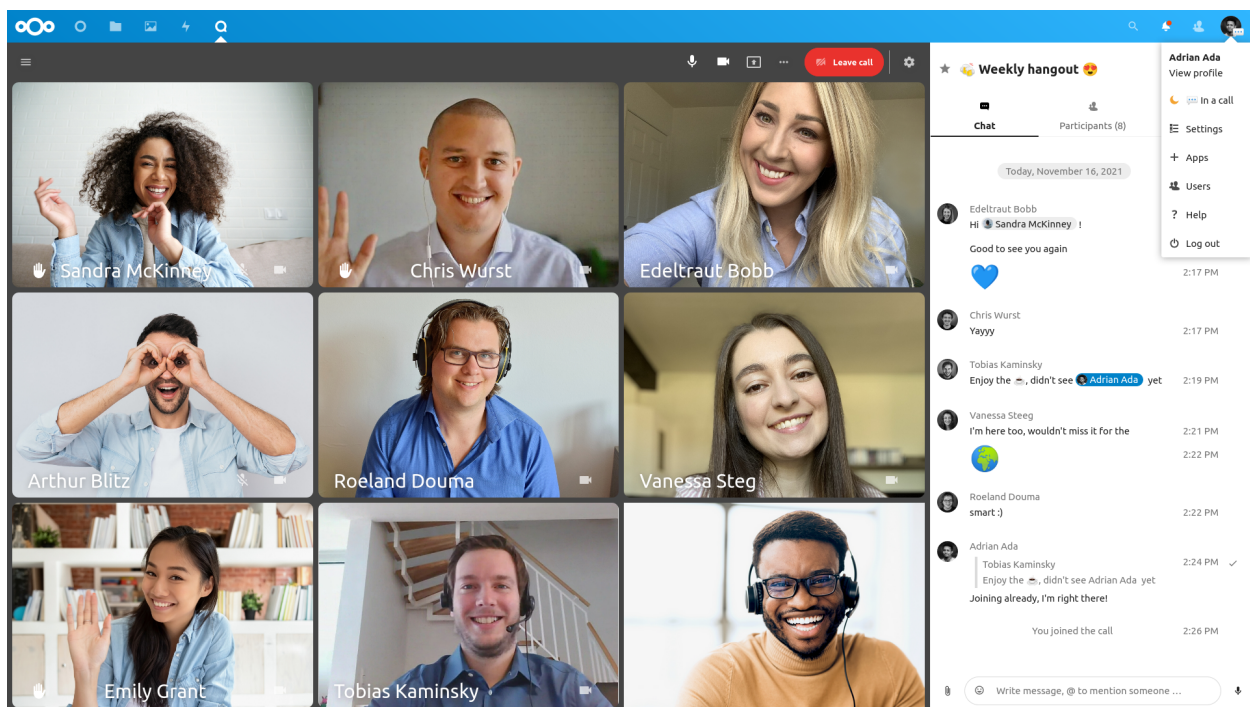 Leave call
Sandra McKinney
Chris Wurst
Edeltraut Bobb
Arthur Blitz
Roeland Douma
Vanessa Steg
Emily Grant
Tobias Kaminsky
Weekly hangout
Chat
Participants (8)
Today, November 16, 2021
Edeltraut Bobb
Hi Sandra McKinney !
Good to see you again
2:17 PM
Chris Wurst
Yayyy 2:17 PM
Tobias Kaminsky
Enjoy the ☕, didn't see Adrian Ada yet 2:19 PM
Vanessa Steeg
I'm here too, wouldn't miss it for the 2:21 PM
2:22 PM
Roeland Douma
smart :) 2:22 PM
Adrian Ada
Tobias Kaminsky 2:24 PM
Enjoy the ☕, didn't see Adrian Ada yet
Joining already, I'm right there!
You joined the call 2:26 PM
Write message, @ to mention someone ...
Adrian Ada
View profile
In a call
Settings
Apps
Users
Help
Log out